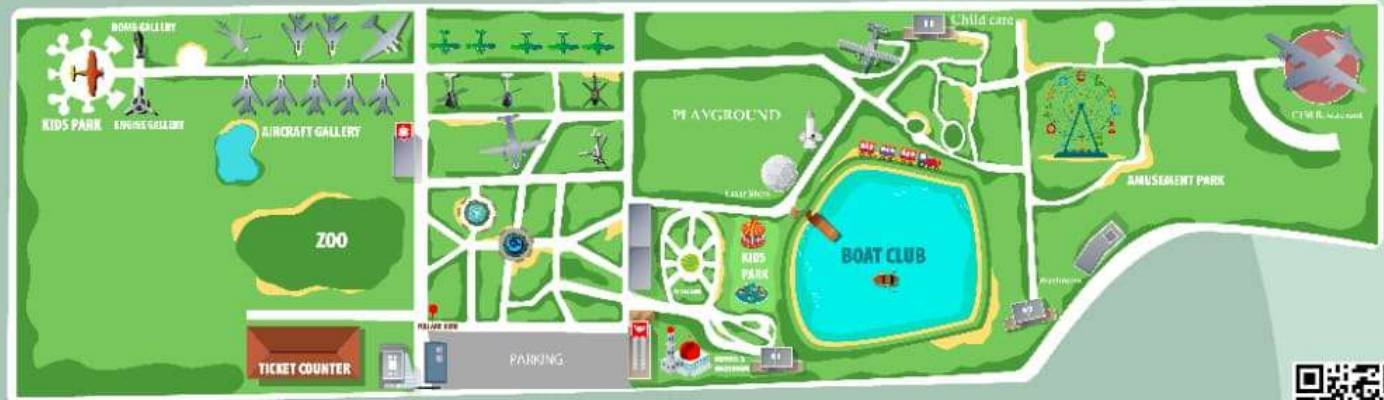 BOMB GALLERY
KIDS PARK
ENGINE GALLERY
AIRCRAFT GALLERY
ZOO
TICKET COUNTER
PARKING
PLAYGROUND
Child care
KIDS
PARK
BOAT CLUB
AMUSEMENT PARK